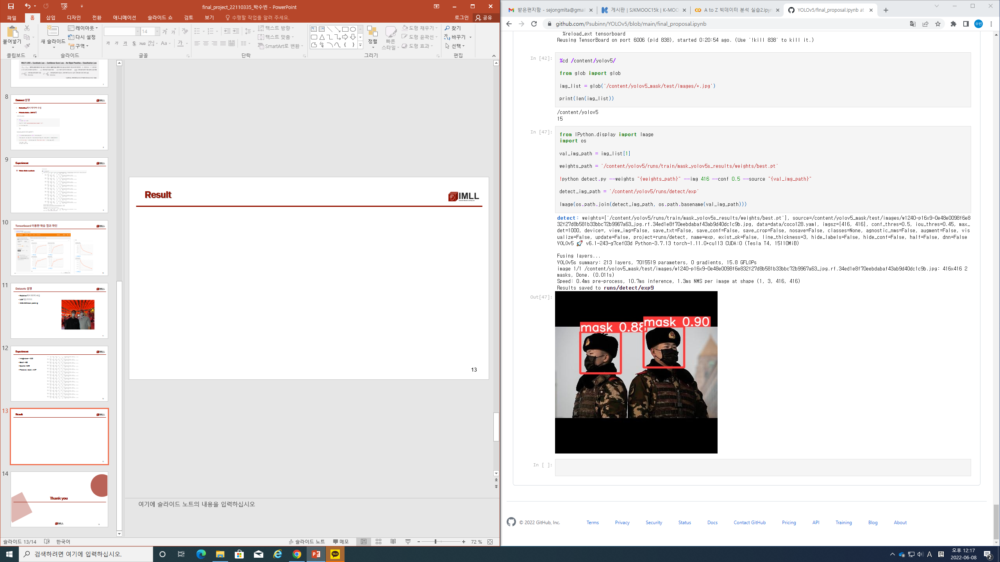 final_project_22110335_박수빈 - PowerPoint
파일 홈 삽입 디자인 전환 애니메이션 슬라이드 쇼 검토 보기 수행할 작업을 알려 주세요. 로그인 공유
붙여넣기
클립보드
새 슬라이드
레이아웃
다시 설정
구역
슬라이드
14
글꼴
텍스트 방향
텍스트 맞춤
SmartArt로 변환
단락
정렬
빠른 스타일
도형 채우기
도형 윤곽선
도형 효과
그리기
찾기
바꾸기
선택
편집
MULTI LOSS = Coordinate Loss + Confidence-Score Loss + No-Object Penalties + Classification Loss
7
8
Dataset 설명
IMLL
9
Experiment
IMLL
10
Tensorboard 이용한 학습 결과 확인
IMLL
11
Datasets 설명
IMLL
12
Experiment
IMLL
• Image size – 416
• Epochs –100
• Precision, recall, mAP
13
Result
IMLL
14
Thank you
IMLL
Result
IMLL
13
여기에 슬라이드 노트의 내용을 입력하십시오
슬라이드 13/14 한국어
슬라이드 노트 메모 72 %
받은편지함 - sejongmlta@gmail
게시판 | SJKMOOC15k | K-MOO
A to Z 빅데이터 분석 실습2.ipyn
YOLOv5/final_proposal.ipynb at
github.com/Psubinn/YOLOv5/blob/main/final_proposal.ipynb
수빈
%reload_ext tensorboard
Reusing TensorBoard on port 6006 (pid 838), started 0:20:54 ago. (Use '!kill 838' to kill it.)
In [42]:
%cd /content/yolov5/
from glob import glob
img_list = glob('/content/yolov5_mask/test/images/*.jpg')
print(len(img_list))
/content/yolov5
15
In [47]:
from IPython.display import Image
import os
val_img_path = img_list[1]
weights_path = '/content/yolov5/runs/train/mask_yolov5s_results/weights/best.pt'
!python detect.py --weights "{weights_path}" --img 416 --conf 0.5 --source "{val_img_path}"
detect_img_path = '/content/yolov5/runs/detect/exp'
Image(os.path.join(detect_img_path, os.path.basename(val_img_path)))
detect: weights=['/content/yolov5/runs/train/mask_yolov5s_results/weights/best.pt'], source=/content/yolov5_mask/test/images/w1240-p16x9-0e48e0098f6e8
32f27d8b581b33bbc72b9967a63_jpg.rf.34ed1e8f70eebdabaf43ab9d40dc1c9b.jpg, data=data/coco128.yaml, imgsz=[416, 416], conf_thres=0.5, iou_thres=0.45, max_
det=1000, device=, view_img=False, save_txt=False, save_conf=False, save_crop=False, nosave=False, classes=None, agnostic_nms=False, augment=False, vis
ualize=False, update=False, project=runs/detect, name=exp, exist_ok=False, line_thickness=3, hide_labels=False, hide_conf=False, half=False, dnn=False
YOLOv5 🚀 v6.1-243-g7cef03d Python-3.7.13 torch-1.11.0+cu113 CUDA:0 (Tesla T4, 15110MiB)
Fusing layers...
YOLOv5s summary: 213 layers, 7015519 parameters, 0 gradients, 15.8 GFLOPs
image 1/1 /content/yolov5_mask/test/images/w1240-p16x9-0e48e0098f6e832f27d8b581b33bbc72b9967a63_jpg.rf.34ed1e8f70eebdabaf43ab9d40dc1c9b.jpg: 416x416 2
masks, Done. (0.011s)
Speed: 0.4ms pre-process, 10.7ms inference, 1.3ms NMS per image at shape (1, 3, 416, 416)
Results saved to runs/detect/exp9
Out[47]:
mask 0.88
mask 0.90
In [ ]:
© 2022 GitHub, Inc. Terms Privacy Security Status Docs Contact GitHub Pricing API Training Blog About
검색하려면 여기에 입력하십시오.
TALK
A 한
오후 12:17
2022-06-08
2